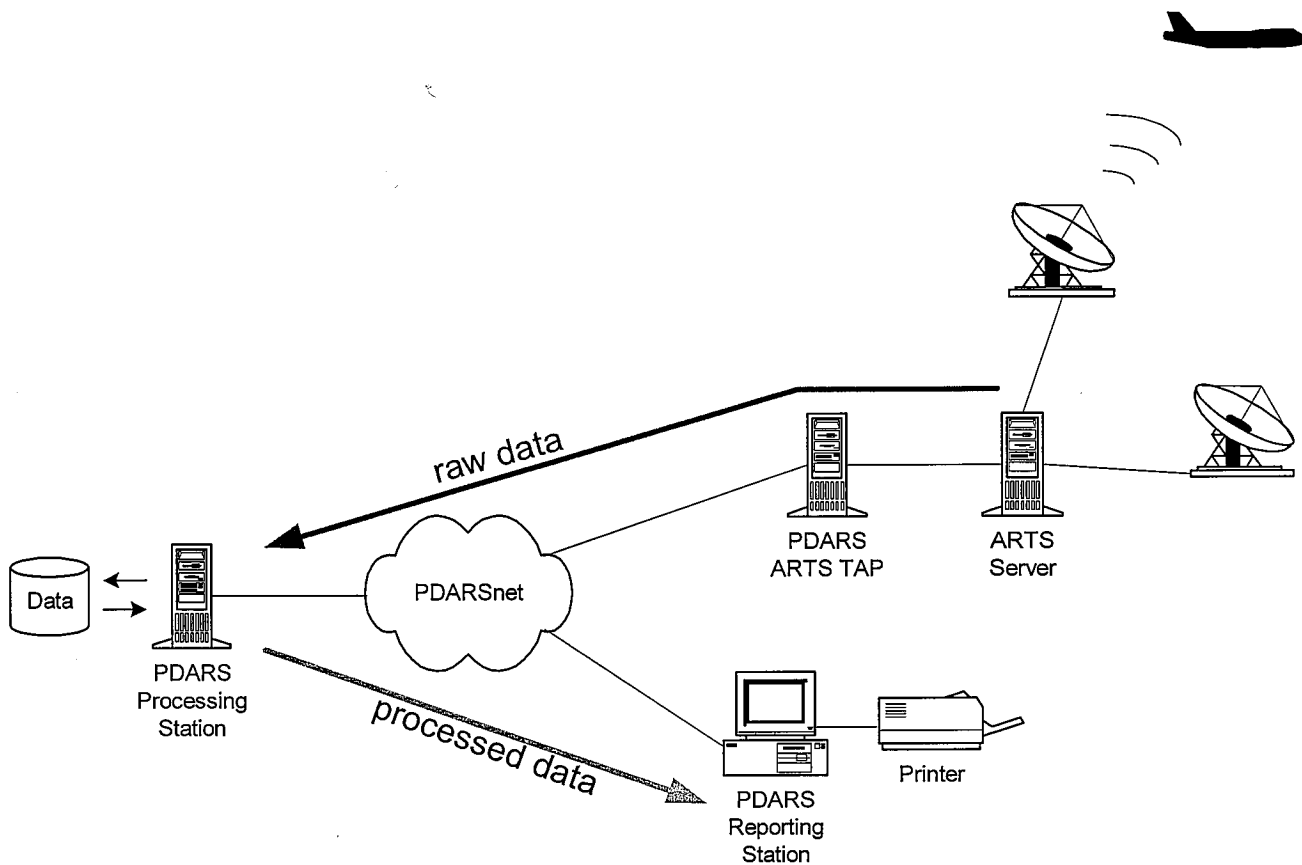 raw data
PDARS
ARTS TAP
ARTS
Server
Data
PDARSnet
PDARS
Processing
Station
processed data
Printer
PDARS
Reporting
Station